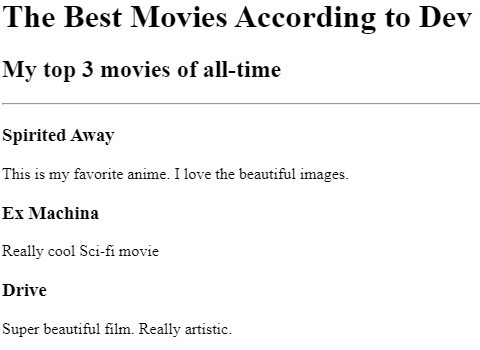 The Best Movies According to Dev
My top 3 movies of all-time
Spirited Away
This is my favorite anime. I love the beautiful images.
Ex Machina
Really cool Sci-fi movie
Drive
Super beautiful film. Really artistic.